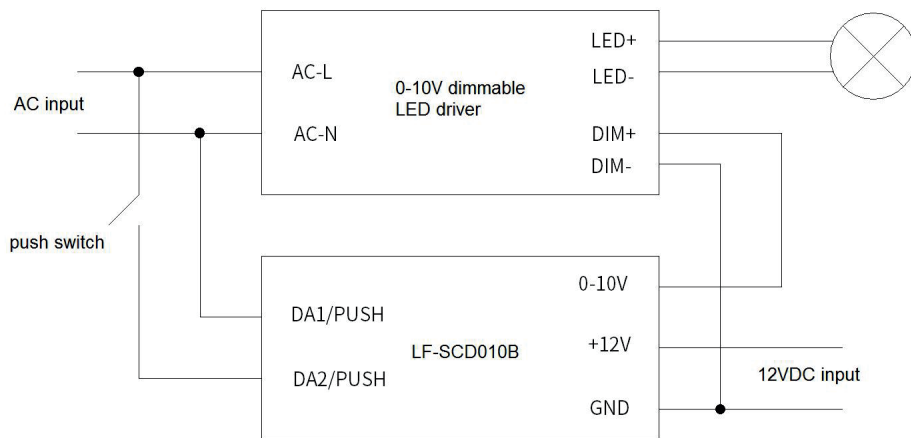 LED+
AC-L
LED-
0-10V dimmable
LED driver
AC input
AC-N
DIM+
DIM-
push switch
0-10V
DA1/PUSH
+12V
LF-SCD010B
12VDC input
DA2/PUSH
GND